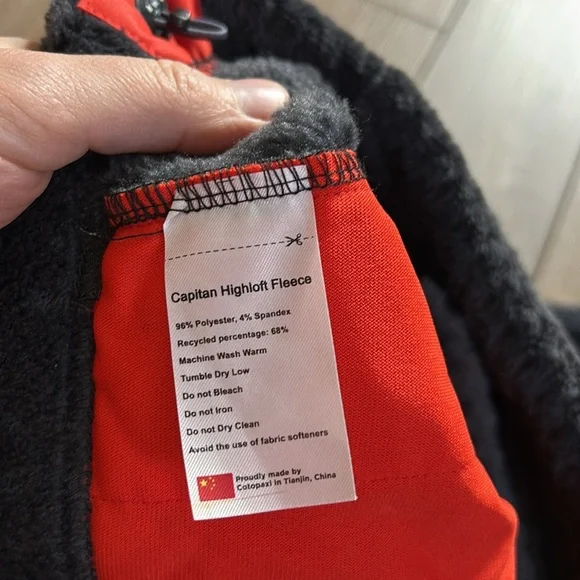 Capitan Highloft Fleece
96% Polyester, 4% Spandex
Recycled percentage: 68%
Machine Wash Warm
Tumble Dry Low
Do not Bleach
Do not Iron
Do not Dry Clean
Avoid the use of fabric softeners
Proudly made by
Cotopaxi in Tianjin, China